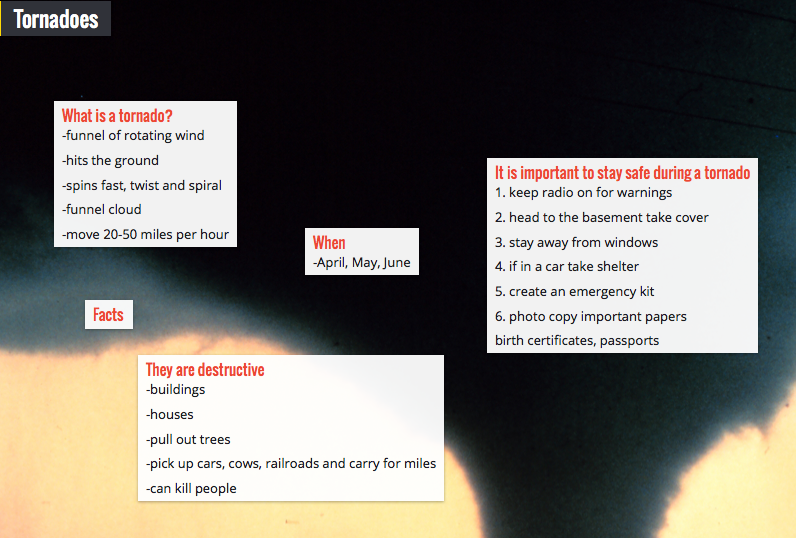 Tornadoes
What is a tornado?
-funnel of rotating wind
-hits the ground
-spins fast, twist and spiral
-funnel cloud
-move 20-50 miles per hour
It is important to stay safe during a tornado
1. keep radio on for warnings
2. head to the basement take cover
3. stay away from windows
4. if in a car take shelter
5. create an emergency kit
6. photo copy important papers
birth certificates, passports
When
-April, May, June
Facts
They are destructive
-buildings
-houses
-pull out trees
-pick up cars, cows, railroads and carry for miles
-can kill people